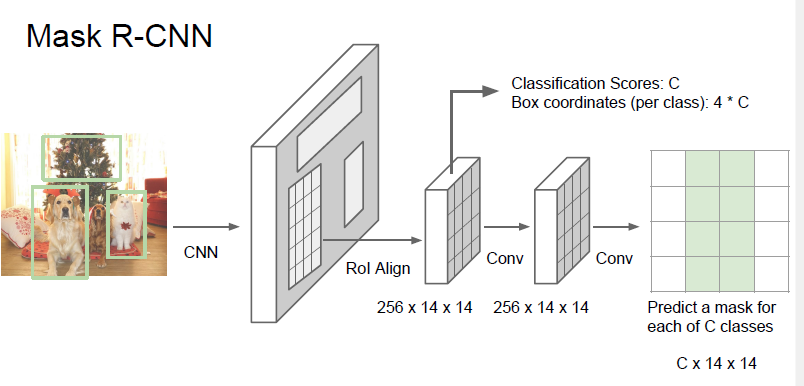 Mask R-CNN
Classification Scores: C
Box coordinates (per class): 4 * C
CNN
RoI Align
Conv
Conv
256 x 14 x 14
256 x 14 x 14
Predict a mask for
each of C classes
C x 14 x 14